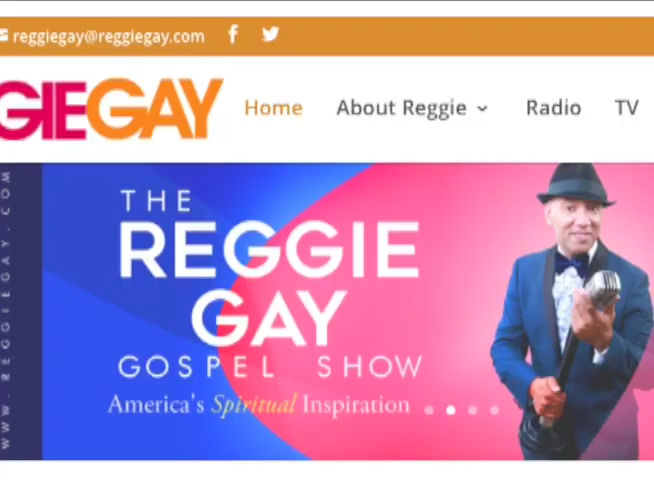 reggiegay@reggiegay.com
GIEGAY
Home About Reggie Radio TV
WWW.REGGIEGAY.COM
THE
REGGIE
GAY
GOSPEL SHOW
America's Spiritual Inspiration